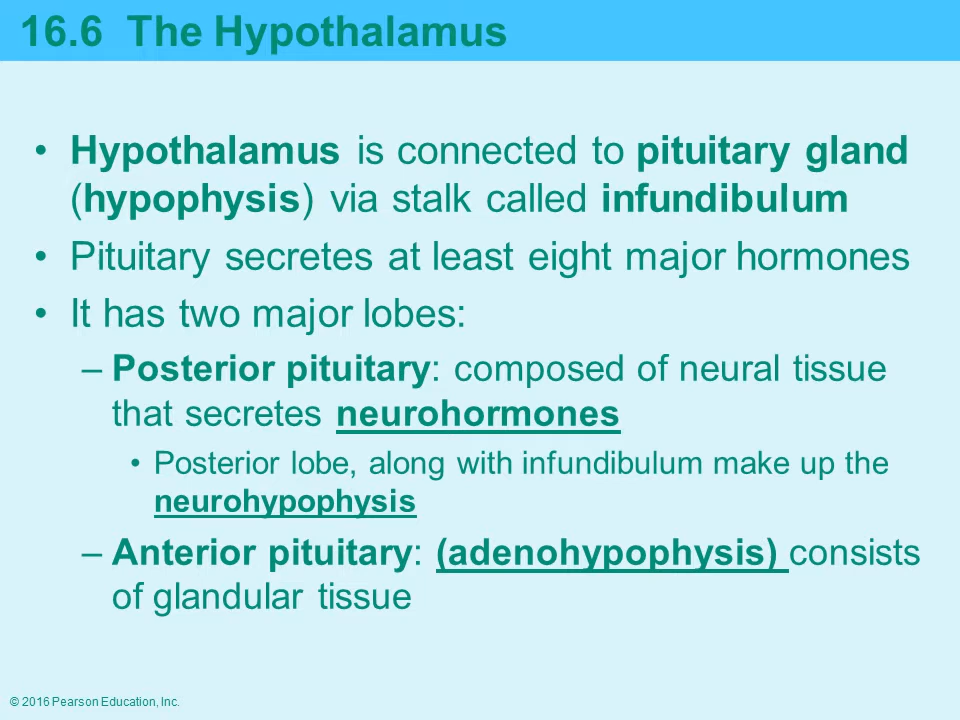 16.6 The Hypothalamus
• Hypothalamus is connected to pituitary gland
(hypophysis) via stalk called infundibulum
• Pituitary secretes at least eight major hormones
• It has two major lobes:
– Posterior pituitary: composed of neural tissue
that secretes neurohormones
• Posterior lobe, along with infundibulum make up the
neurohypophysis
– Anterior pituitary: (adenohypophysis) consists
of glandular tissue
© 2016 Pearson Education, Inc.